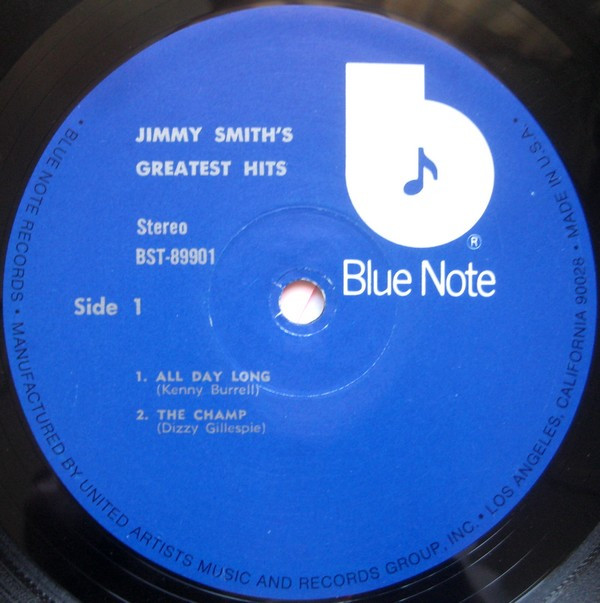 JIMMY SMITH'S
GREATEST HITS
Stereo
BST-89901
Side 1
®
Blue Note
1. ALL DAY LONG
(Kenny Burrell)
2. THE CHAMP
(Dizzy Gillespie)
• BLUE NOTE RECORDS • MANUFACTURED BY UNITED ARTISTS MUSIC AND RECORDS GROUP, INC. • LOS ANGELES, CALIFORNIA 90028 • MADE IN U.S.A. •